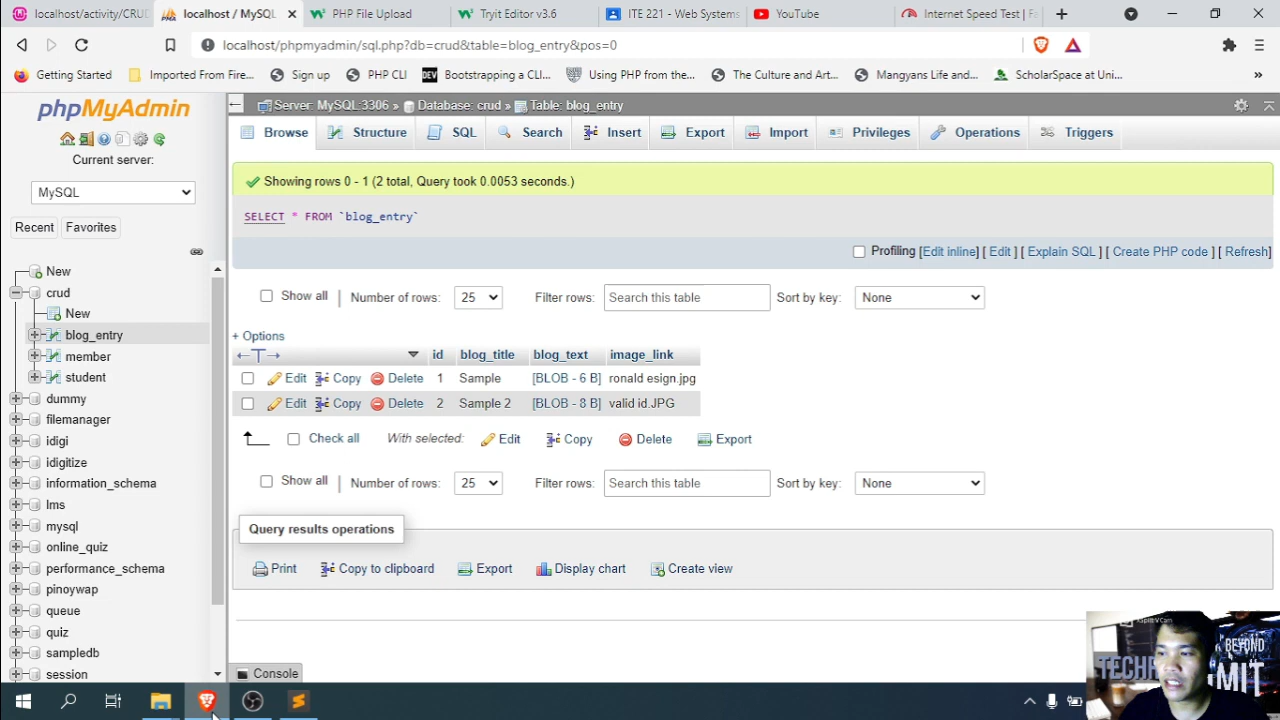 localhost/activity/CRUD
localhost / MySQL
PHP File Upload
Tryit Editor v3.6
ITE 221 - Web Systems
YouTube
Internet Speed Test | Fa
localhost/phpmyadmin/sql.php?db=crud&table=blog_entry&pos=0
Getting Started
Imported From Fire...
Sign up
PHP CLI
Bootstrapping a CLI...
Using PHP from the...
The Culture and Art...
Mangyans Life and...
ScholarSpace at Uni...
»
phpMyAdmin
Current server:
MySQL
Recent
Favorites
New
crud
New
blog_entry
member
student
dummy
filemanager
idigi
idigitize
information_schema
lms
mysql
online_quiz
performance_schema
pinoywap
queue
quiz
sampledb
session
Server: MySQL:3306 » Database: crud » Table: blog_entry
Browse
Structure
SQL
Search
Insert
Export
Import
Privileges
Operations
Triggers
Showing rows 0 - 1 (2 total, Query took 0.0053 seconds.)
SELECT * FROM `blog_entry`
Profiling [Edit inline] [ Edit ] [ Explain SQL ] [ Create PHP code ] [ Refresh]
Show all
Number of rows: 25
Filter rows: Search this table
Sort by key: None
+ Options
id blog_title blog_text image_link
Edit Copy Delete 1 Sample [BLOB - 6 B] ronald esign.jpg
Edit Copy Delete 2 Sample 2 [BLOB - 8 B] valid id.JPG
Check all With selected: Edit Copy Delete Export
Show all
Number of rows: 25
Filter rows: Search this table
Sort by key: None
Query results operations
Print Copy to clipboard Export Display chart Create view
Console
BEYOND
MIT